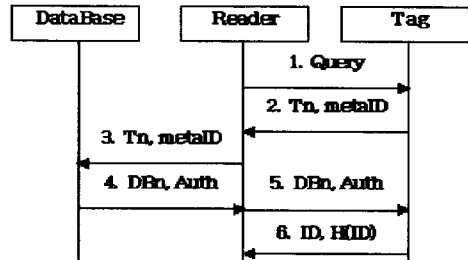 DataBase Reader Tag
1. Query
2. Tn, metaID
3. Tn, metaID
4. DBn, Auth 5. DBn, Auth
6. ID, H(ID)